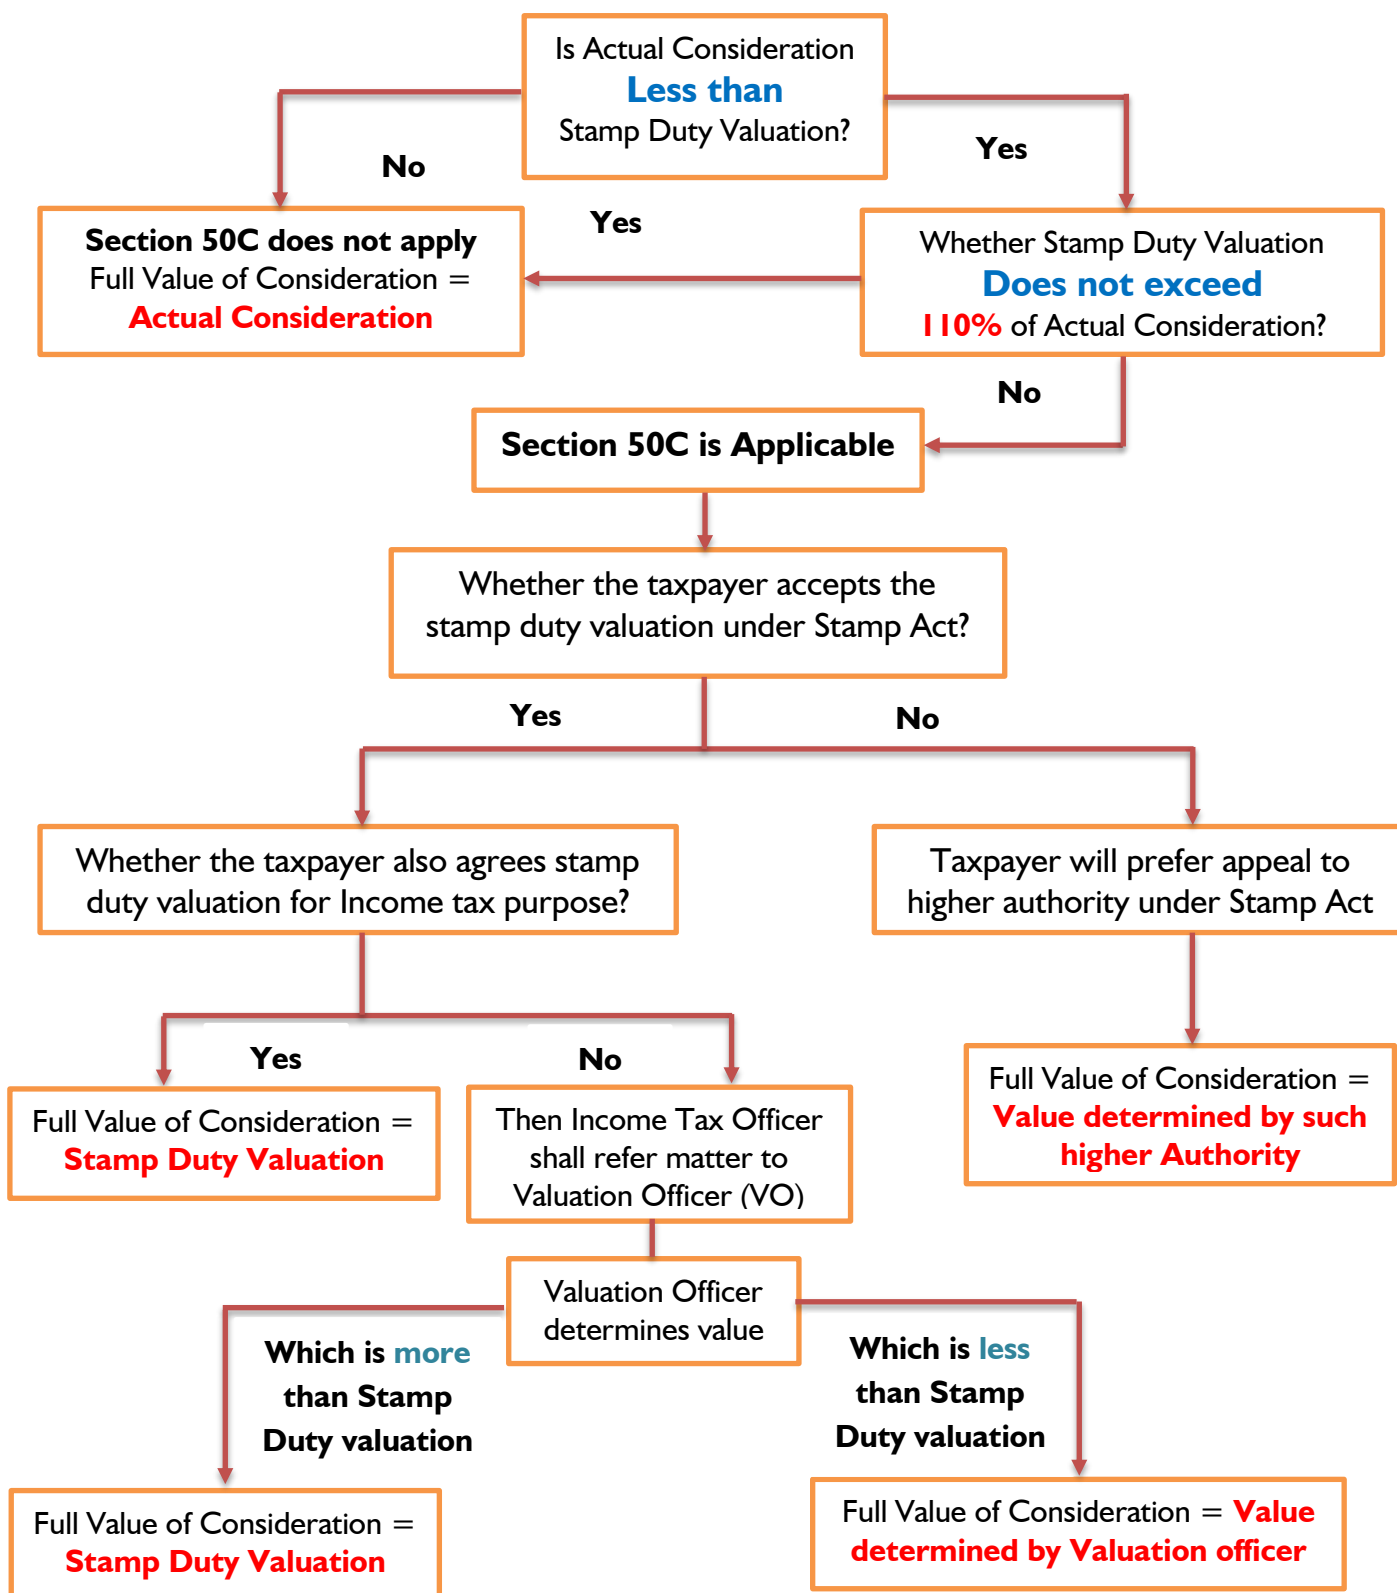 Is Actual Consideration
Less than
Stamp Duty Valuation?
No
Yes
Section 50C does not apply
Full Value of Consideration =
Actual Consideration
Yes
Whether Stamp Duty Valuation
Does not exceed
110% of Actual Consideration?
No
Section 50C is Applicable
Whether the taxpayer accepts the
stamp duty valuation under Stamp Act?
Yes
No
Whether the taxpayer also agrees stamp
duty valuation for Income tax purpose?
Taxpayer will prefer appeal to
higher authority under Stamp Act
Yes
No
Full Value of Consideration =
Stamp Duty Valuation
Then Income Tax Officer
shall refer matter to
Valuation Officer (VO)
Full Value of Consideration =
Value determined by such
higher Authority
Valuation Officer
determines value
Which is more
than Stamp
Duty valuation
Which is less
than Stamp
Duty valuation
Full Value of Consideration =
Stamp Duty Valuation
Full Value of Consideration = Value
determined by Valuation officer